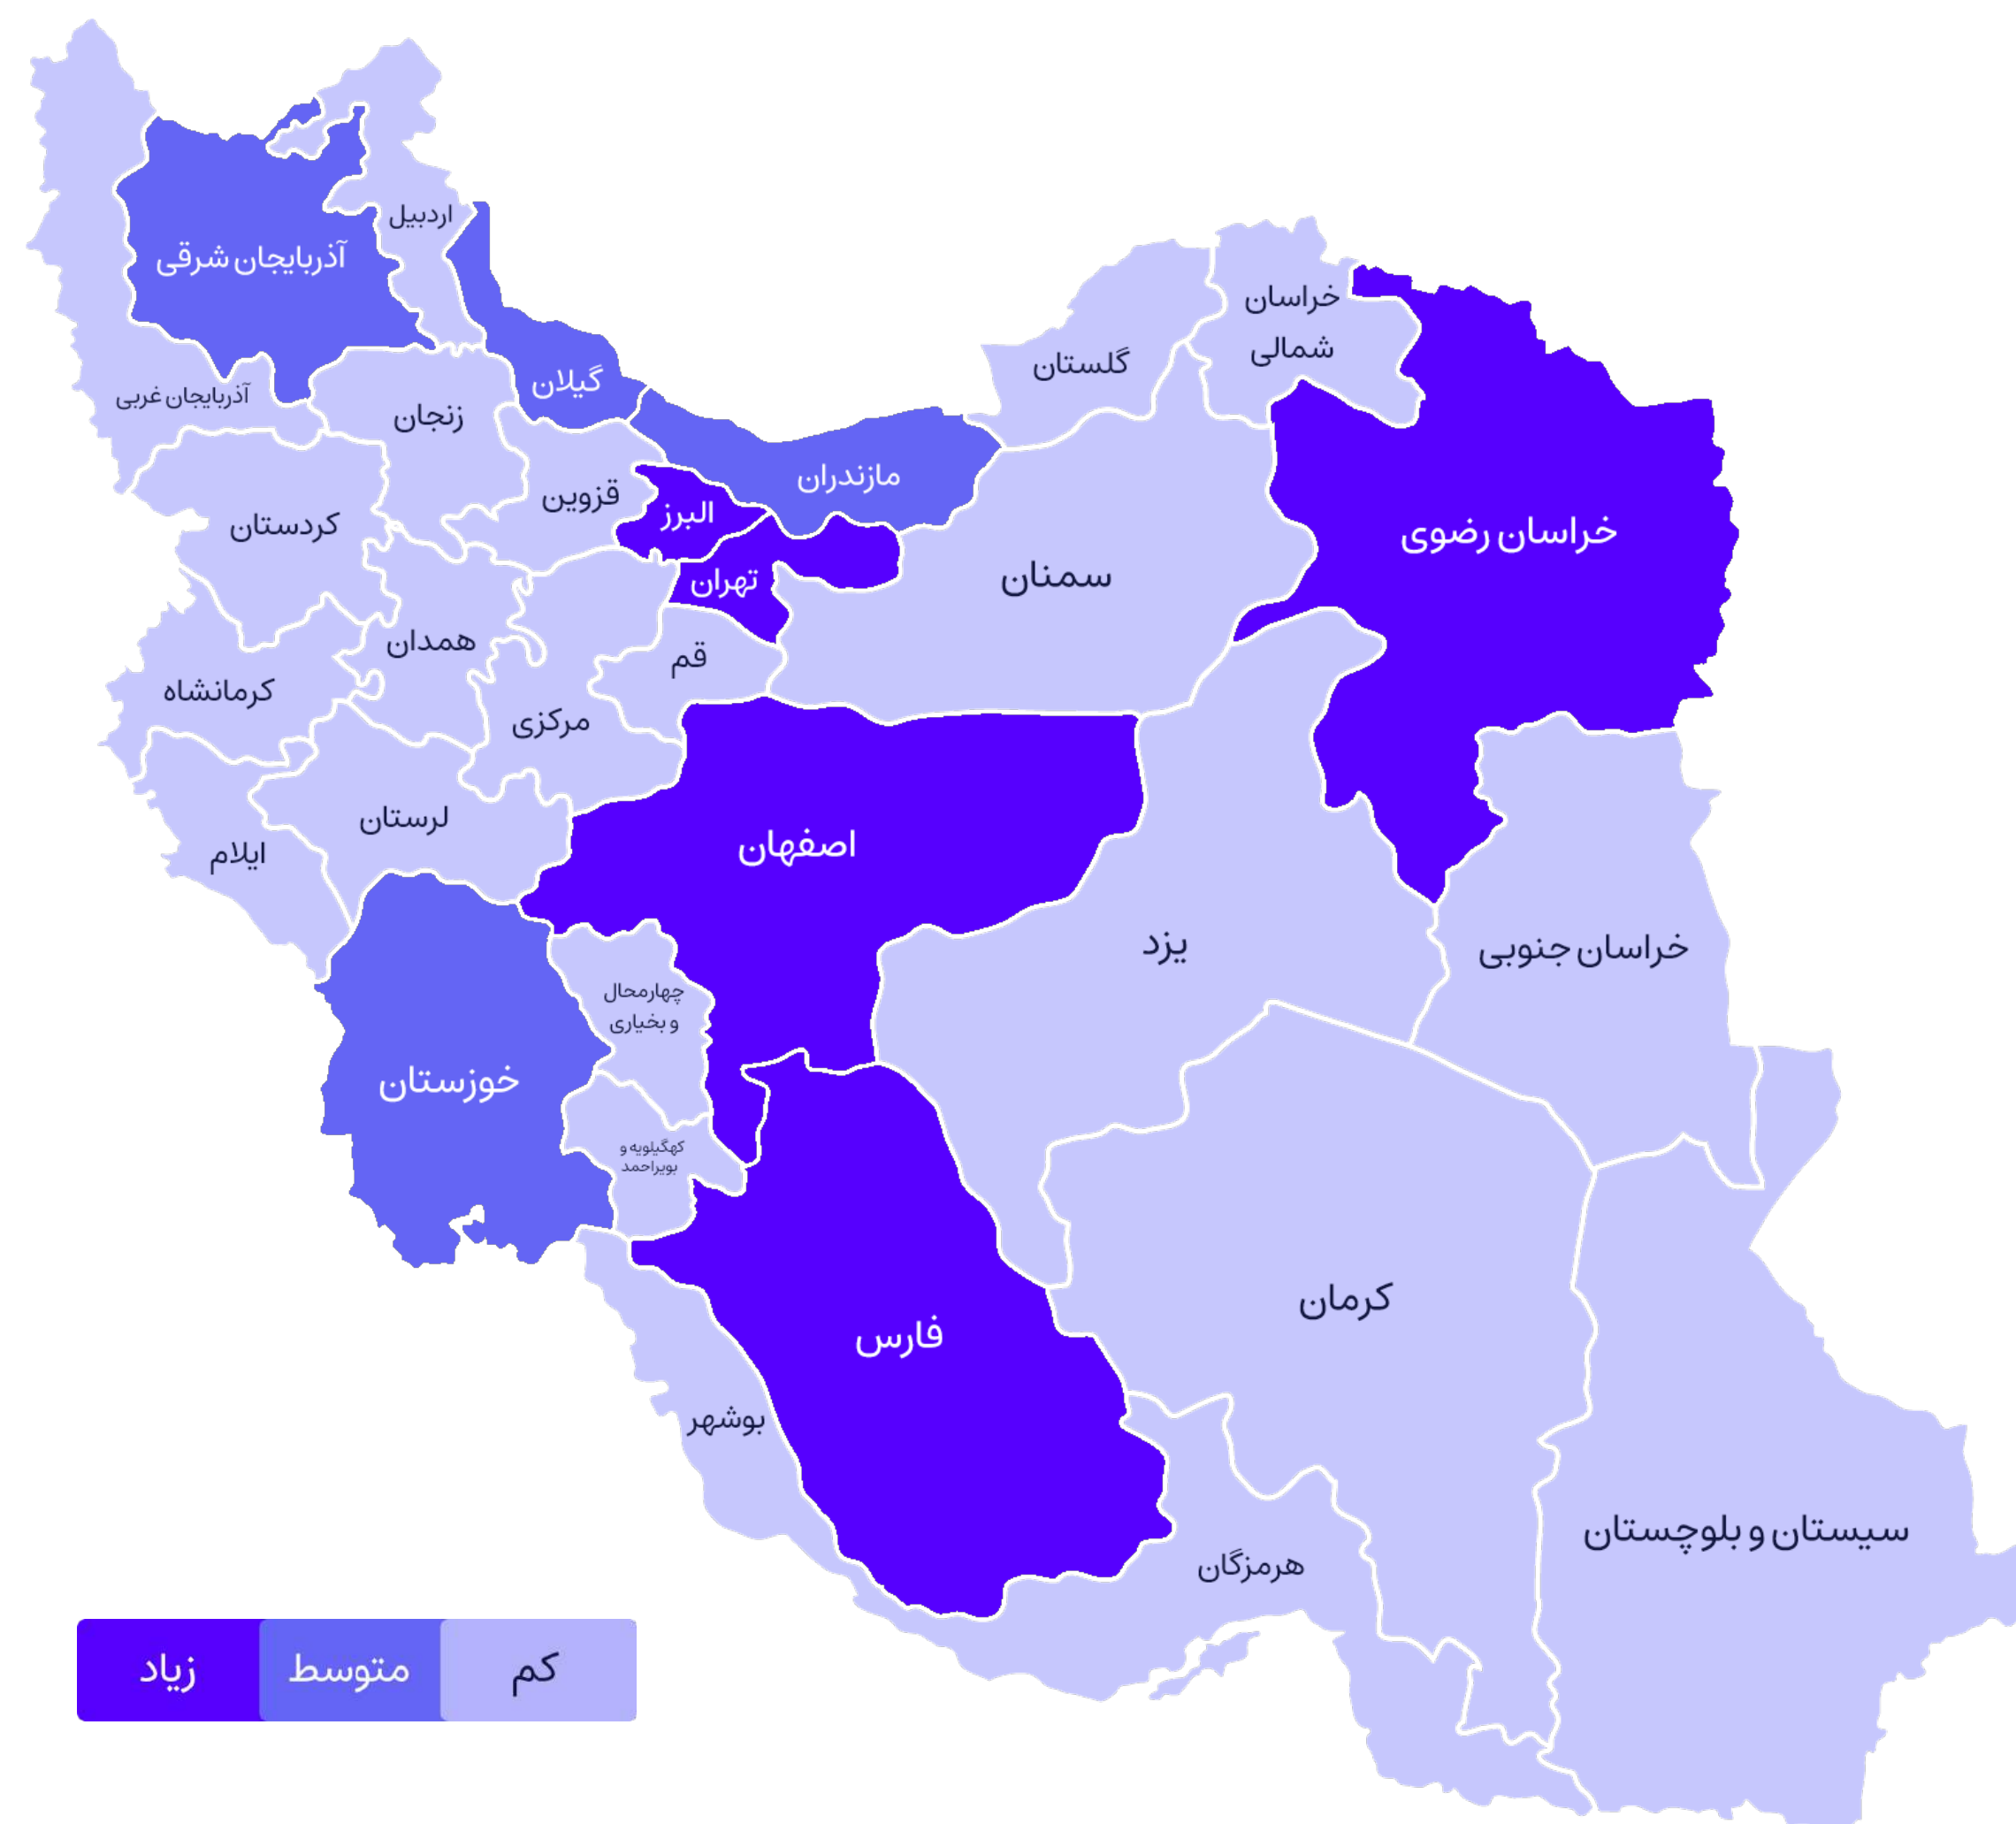 اردبیل
آذربایجان شرقی
خراسان
شمالی
گلستان
گیلان
آذربایجان غربی
زنجان
مازندران
قزوین
البرز
کردستان
خراسان رضوی
سمنان
تهران
همدان
قم
کرمانشاه
مرکزی
لرستان
اصفهان
ایلام
یزد
خراسان جنوبی
چهارمحال
و بخیاری
خوزستان
کهگیلویه و
بویراحمد
کرمان
فارس
بوشهر
سیستان و بلوچستان
هرمزگان
کم
متوسط
زیاد